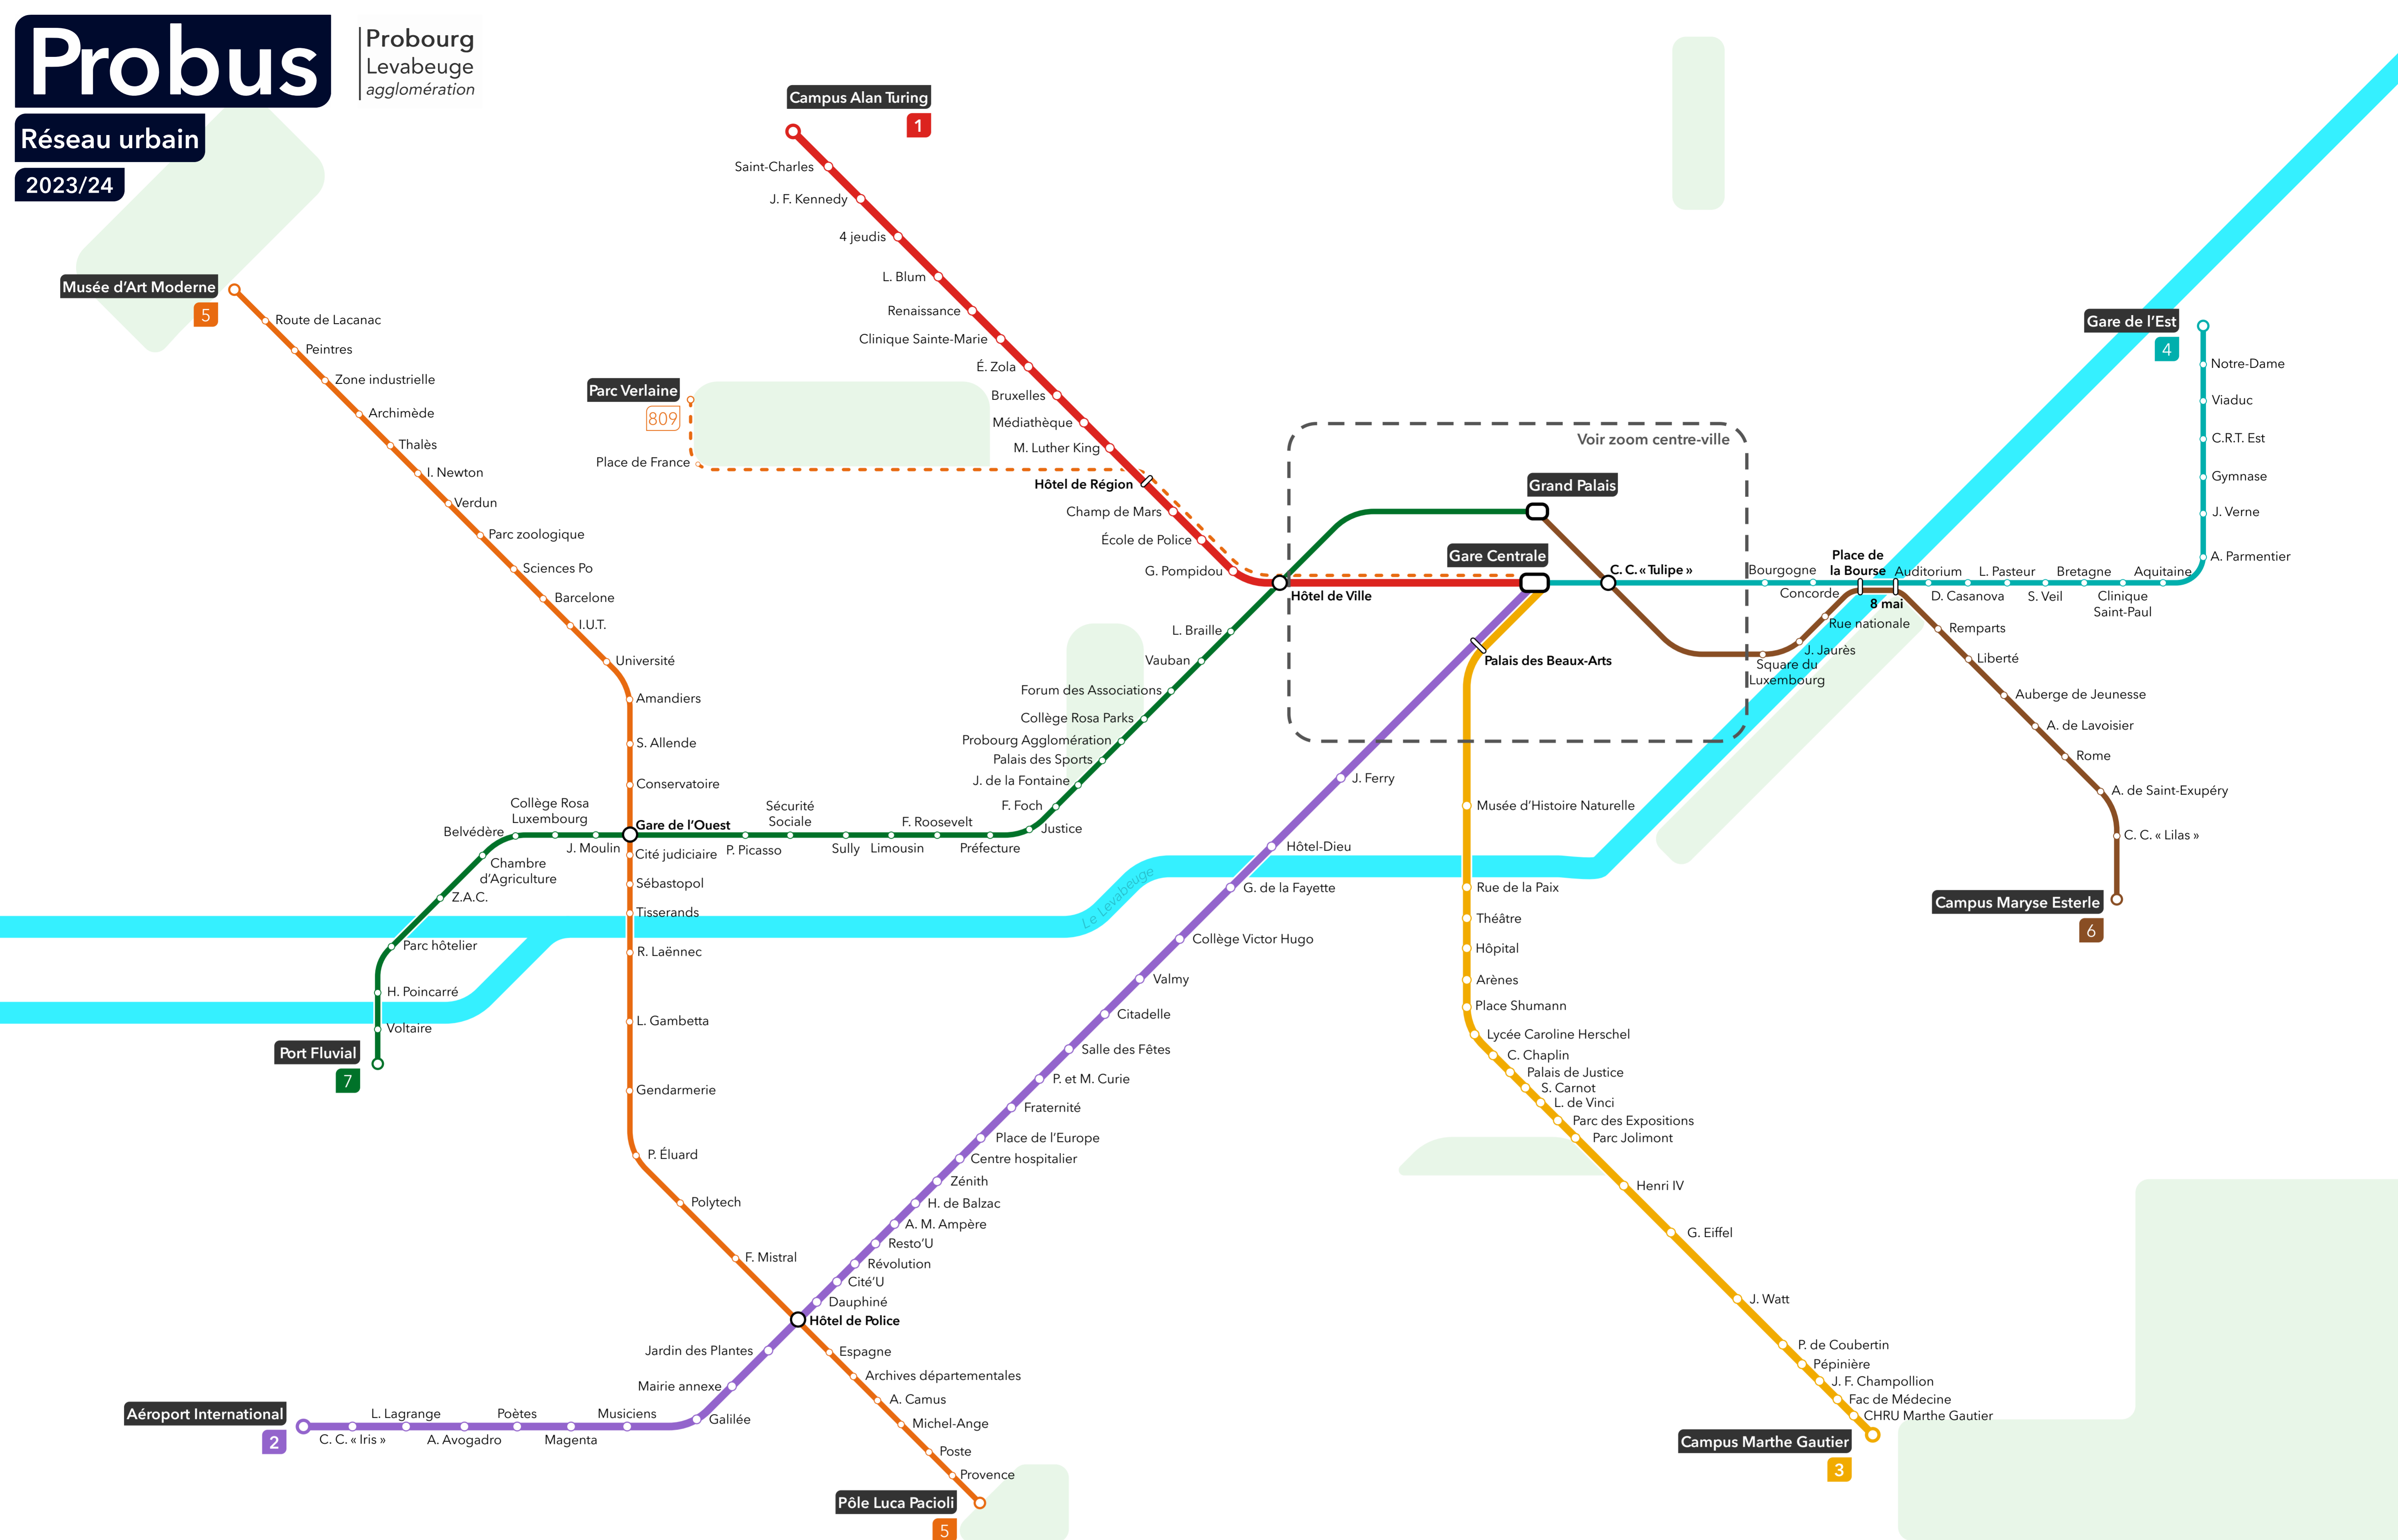 Probus
Probourg
Levabeuge
agglomération
Réseau urbain
2023/24
Campus Alan Turing
1
Saint-Charles
J. F. Kennedy
4 jeudis
L. Blum
Renaissance
Clinique Sainte-Marie
É. Zola
Bruxelles
Médiathèque
M. Luther King
Hôtel de Région
Champ de Mars
École de Police
G. Pompidou
Hôtel de Ville
Parc Verlaine
809
Place de France
Musée d'Art Moderne
5
Route de Lacanac
Peintres
Zone industrielle
Archimède
Thalès
I. Newton
Verdun
Parc zoologique
Sciences Po
Barcelone
I.U.T.
Université
Amandiers
S. Allende
Conservatoire
Gare de l'Ouest
Cité judiciaire
Sébastopol
Tisserands
R. Laënnec
L. Gambetta
Gendarmerie
P. Éluard
Polytech
F. Mistral
Hôtel de Police
Espagne
Archives départementales
A. Camus
Michel-Ange
Poste
Provence
Pôle Luca Pacioli
5
Voir zoom centre-ville
Grand Palais
Gare Centrale
C. C. « Tulipe »
Palais des Beaux-Arts
L. Braille
Vauban
Forum des Associations
Collège Rosa Parks
Probourg Agglomération
Palais des Sports
J. de la Fontaine
F. Foch
Justice
Préfecture
F. Roosevelt
Limousin
Sully
Sécurité
Sociale
P. Picasso
J. Moulin
Collège Rosa
Luxembourg
Belvédère
Chambre
d'Agriculture
Z.A.C.
Parc hôtelier
H. Poincaré
Voltaire
Port Fluvial
7
Le Levabeuge
Gare de l'Est
4
Notre-Dame
Viaduc
C.R.T. Est
Gymnase
J. Verne
A. Parmentier
Aquitaine
Clinique
Saint-Paul
Bretagne
S. Veil
L. Pasteur
D. Casanova
Auditorium
8 mai
Place de
la Bourse
Concorde
Bourgogne
Rue nationale
J. Jaurès
Square du
Luxembourg
Remparts
Liberté
Auberge de Jeunesse
A. de Lavoisier
Rome
A. de Saint-Exupéry
C. C. « Lilas »
Campus Maryse Esterle
6
J. Ferry
Hôtel-Dieu
G. de la Fayette
Collège Victor Hugo
Valmy
Citadelle
Salle des Fêtes
P. et M. Curie
Fraternité
Place de l'Europe
Centre hospitalier
Zénith
H. de Balzac
A. M. Ampère
Resto'U
Révolution
Cité'U
Dauphiné
Jardin des Plantes
Mairie annexe
Galilée
Musiciens
Magenta
Poètes
A. Avogadro
L. Lagrange
C. C. « Iris »
Aéroport International
2
Musée d'Histoire Naturelle
Rue de la Paix
Théâtre
Hôpital
Arènes
Place Shumann
Lycée Caroline Herschel
C. Chaplin
Palais de Justice
S. Carnot
L. de Vinci
Parc des Expositions
Parc Jolimont
Henri IV
G. Eiffel
J. Watt
P. de Coubertin
Pépinière
J. F. Champollion
Fac de Médecine
CHRU Marthe Gautier
Campus Marthe Gautier
3